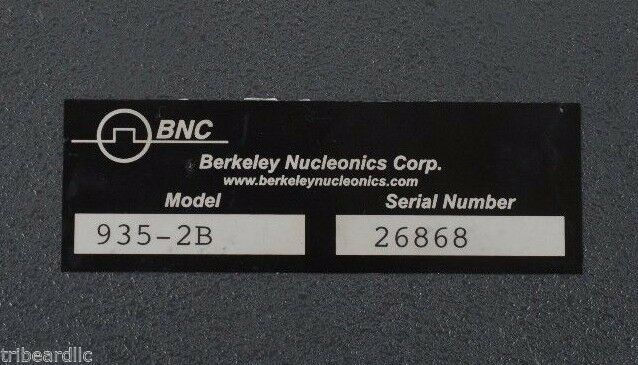 BNC
Berkeley Nucleonics Corp.
www.berkeleynucleonics.com
Model Serial Number
935-2B 26868
tribeardllc